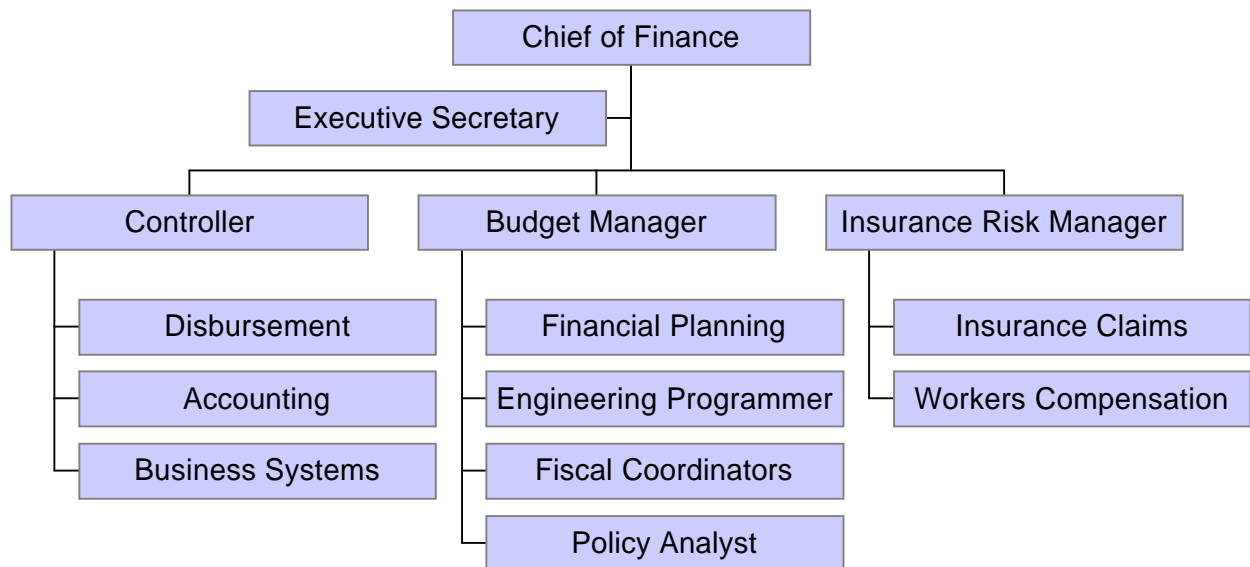 Chief of Finance
Executive Secretary
Controller
Budget Manager
Insurance Risk Manager
Disbursement
Financial Planning
Insurance Claims
Accounting
Engineering Programmer
Workers Compensation
Business Systems
Fiscal Coordinators
Policy Analyst